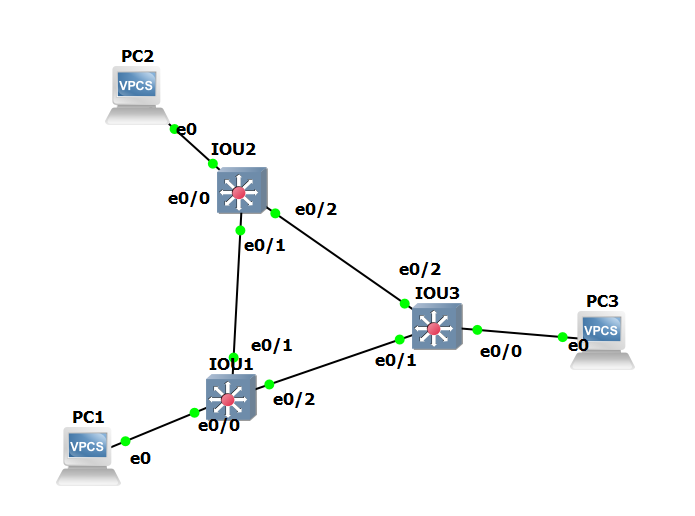 PC2
VPCS
e0
IOU2
e0/0
e0/2
e0/1
e0/2
IOU3
PC3
VPCS
e0
e0/0
e0/1
e0/1
IOU1
e0/2
PC1
e0/0
VPCS
e0